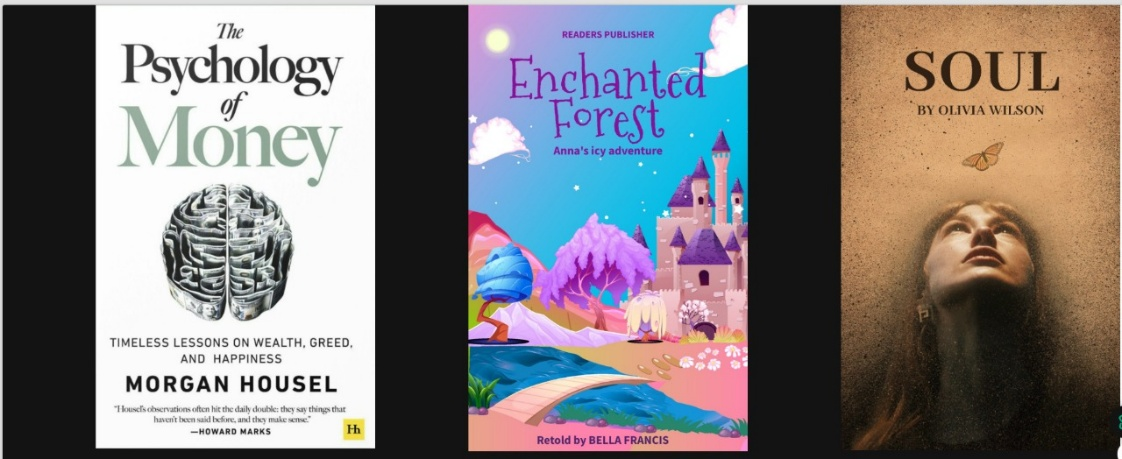 The
Psychology
of
Money
TIMELESS LESSONS ON WEALTH, GREED,
AND HAPPINESS
MORGAN HOUSEL
"Housel's observations often hit the daily double: they say things that
haven't been said before, and they make sense."
—HOWARD MARKS
Hh
READERS PUBLISHER
Enchanted
Forest
Anna's icy adventure
Retold by BELLA FRANCIS
SOUL
BY OLIVIA WILSON